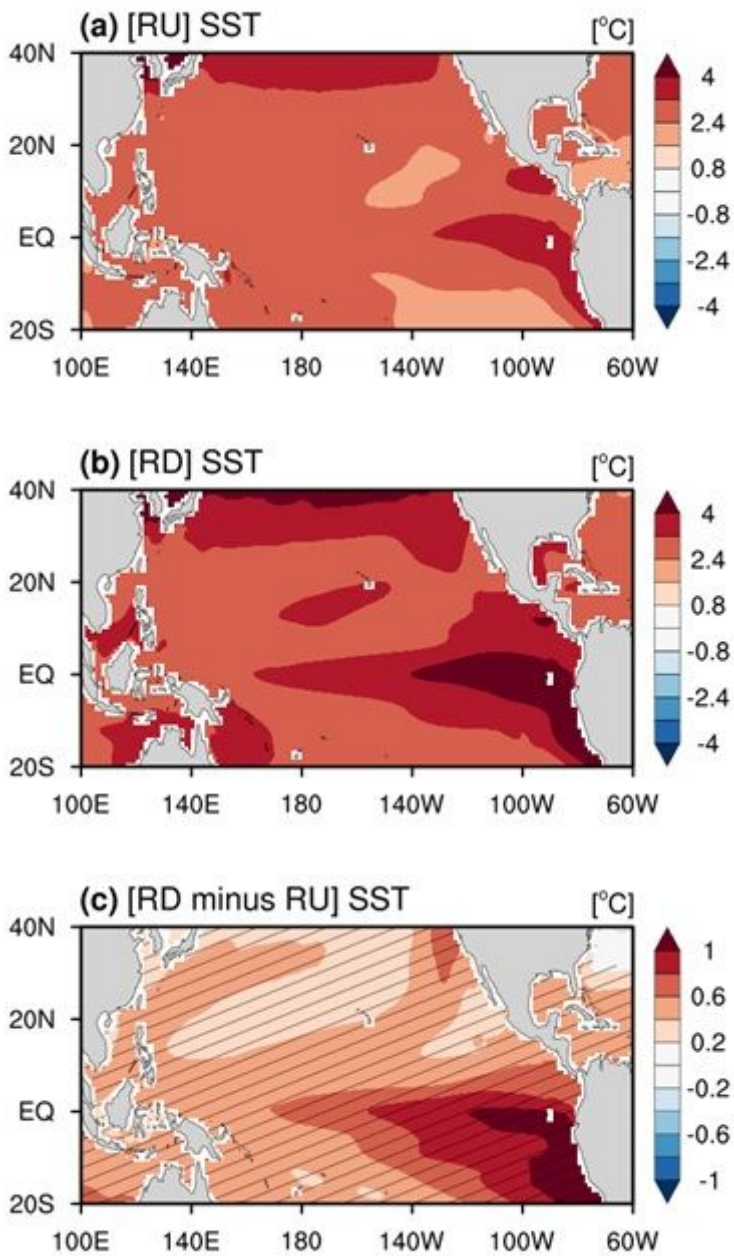 (a) [RU] SST [°C]
40N
20N
EQ
20S
100E 140E 180 140W 100W 60W
4
2.4
0.8
-0.8
-2.4
-4
(b) [RD] SST [°C]
40N
20N
EQ
20S
100E 140E 180 140W 100W 60W
4
2.4
0.8
-0.8
-2.4
-4
(c) [RD minus RU] SST [°C]
40N
20N
EQ
20S
100E 140E 180 140W 100W 60W
1
0.6
0.2
-0.2
-0.6
-1